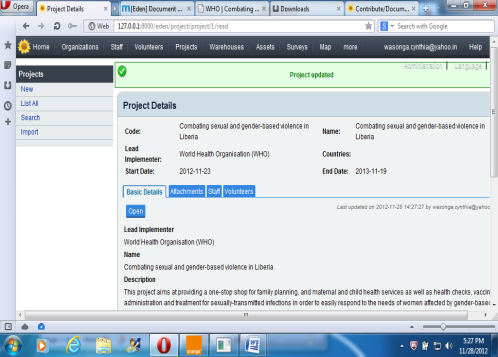 Opera
Project Details
[Eden] Document ...
WHO | Combating ...
Downloads
Contribute/Docum...
Web
127.0.0.1:8000/eden/project/project/1/read
Search with Google
Home Organizations Staff Volunteers Projects Warehouses Assets Surveys Map more wasonga.cynthia@yahoo.in Help
Administration | Language
Projects
New
List All
Search
Import
Project updated
Project Details
Code: Combating sexual and gender-based violence in Liberia
Name: Combating sexual and gender-based violence in Liberia
Lead Implementer: World Health Organisation (WHO)
Countries:
Start Date: 2012-11-23
End Date: 2013-11-19
Basic Details Attachments Staff Volunteers
Open
Last updated on 2012-11-28 14:27:27 by wasonga.cynthia@yahoo
Lead Implementer
World Health Organisation (WHO)
Name
Combating sexual and gender-based violence in Liberia
Description
This project aims at providing a one-stop shop for family planning, and maternal and child health services as well as health checks, vaccin
administration and treatment for sexually-transmitted infections in order to easily respond to the needs of women affected by gender-base
5:27 PM
11/28/2012